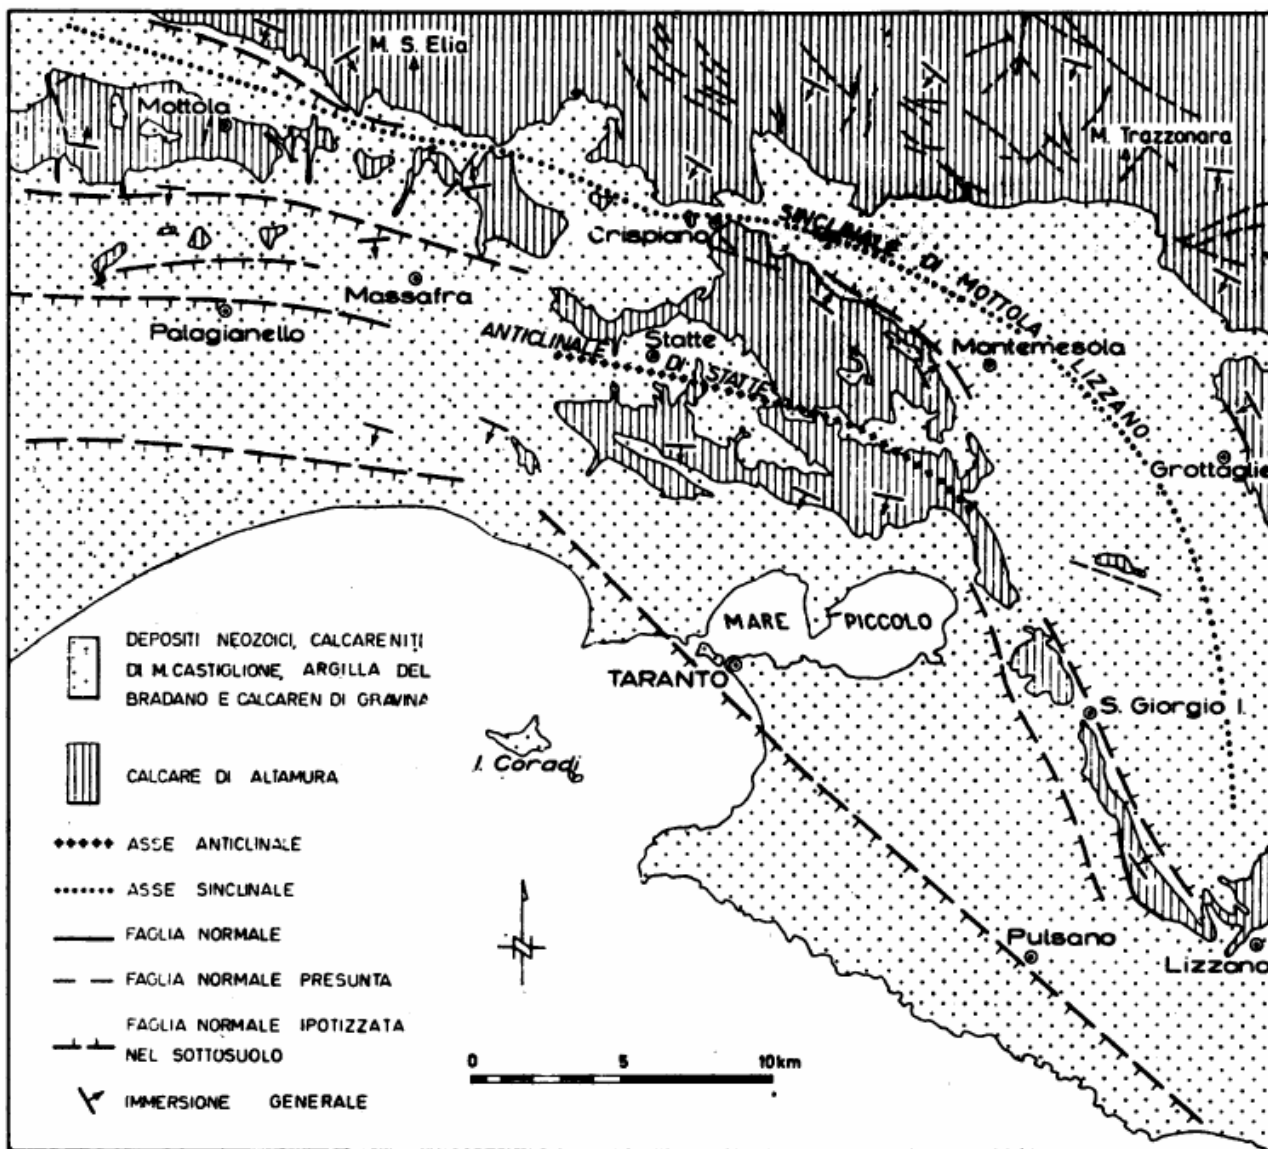 M. S. Elia
Mottola
M. Trazzonara
Crispiano
SINCLINALE DI MOTTOLA - LIZZANO
Massafra
Palagianello
ANTICLINALE DI STATTE
Statte
Montemesola
Grottaglie
MARE PICCOLO
TARANTO
S. Giorgio I.
I. Coradi
Pulsano
Lizzano
DEPOSITI NEOZOICI, CALCARENITI
DI M. CASTIGLIONE, ARGILLA DEL
BRADANO E CALCAREN DI GRAVINA
CALCARE DI ALTAMURA
ASSE ANTICLINALE
ASSE SINCLINALE
FAGLIA NORMALE
FAGLIA NORMALE PRESUNTA
FAGLIA NORMALE IPOTIZZATA
NEL SOTTOSUOLO
IMMERSIONE GENERALE
0 5 10 km